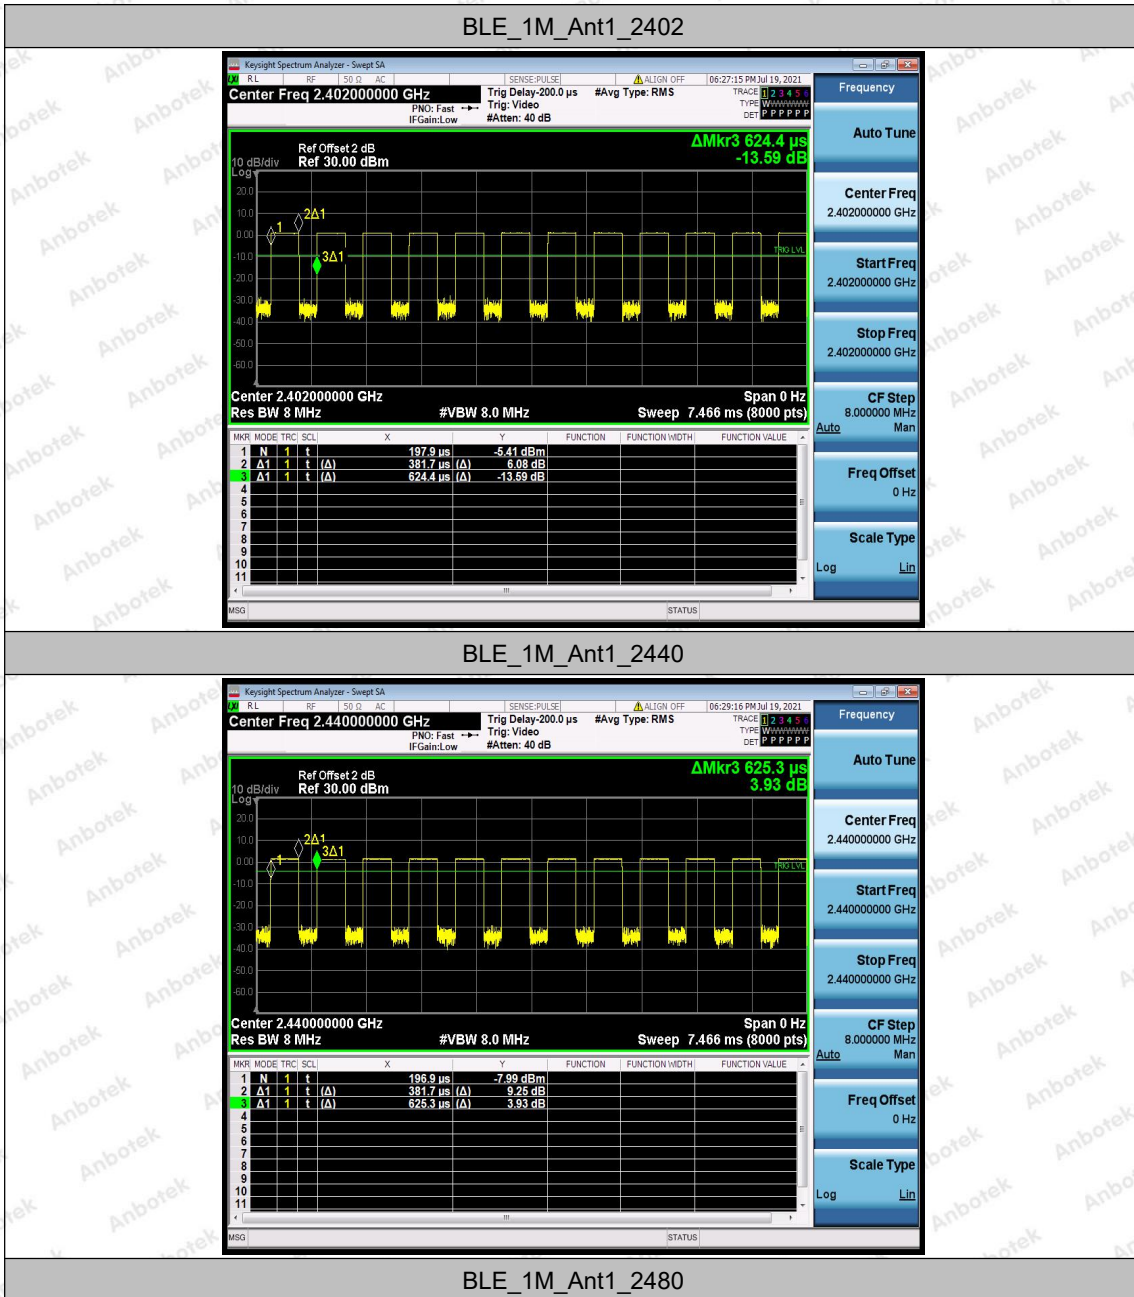 BLE_1M_Ant1_2402
Keysight Spectrum Analyzer - Swept SA
RL RF 50 Ω AC SENSE:PULSE ALIGN OFF 06:27:15 PM Jul 19, 2021
Center Freq 2.402000000 GHz Trig Delay-200.0 µs #Avg Type: RMS TRACE 1 2 3 4 5 6
PNO: Fast Trig: Video TYPE WWWWWW
IFGain:Low #Atten: 40 dB DET P P P P P P
ΔMkr3 624.4 µs
-13.59 dB
Ref Offset 2 dB
10 dB/div Ref 30.00 dBm
Log
20.0
10.0
0.00
-10.0
-20.0
-30.0
-40.0
-50.0
-60.0
1
2Δ1
3Δ1
TRIG LVL
Center 2.402000000 GHz Span 0 Hz
Res BW 8 MHz #VBW 8.0 MHz Sweep 7.466 ms (8000 pts)
MKR MODE TRC SCL X Y FUNCTION FUNCTION WIDTH FUNCTION VALUE
1 N 1 t 197.9 µs -5.41 dBm
2 Δ1 1 t (Δ) 381.7 µs (Δ) 6.08 dB
3 Δ1 1 t (Δ) 624.4 µs (Δ) -13.59 dB
4
5
6
7
8
9
10
11
MSG STATUS
Frequency
Auto Tune
Center Freq
2.402000000 GHz
Start Freq
2.402000000 GHz
Stop Freq
2.402000000 GHz
CF Step
8.000000 MHz
Auto Man
Freq Offset
0 Hz
Scale Type
Log Lin
BLE_1M_Ant1_2440
Keysight Spectrum Analyzer - Swept SA
RL RF 50 Ω AC SENSE:PULSE ALIGN OFF 06:29:16 PM Jul 19, 2021
Center Freq 2.440000000 GHz Trig Delay-200.0 µs #Avg Type: RMS TRACE 1 2 3 4 5 6
PNO: Fast Trig: Video TYPE WWWWWW
IFGain:Low #Atten: 40 dB DET P P P P P P
ΔMkr3 625.3 µs
3.93 dB
Ref Offset 2 dB
10 dB/div Ref 30.00 dBm
Log
20.0
10.0
0.00
-10.0
-20.0
-30.0
-40.0
-50.0
-60.0
1
2Δ1
3Δ1
TRIG LVL
Center 2.440000000 GHz Span 0 Hz
Res BW 8 MHz #VBW 8.0 MHz Sweep 7.466 ms (8000 pts)
MKR MODE TRC SCL X Y FUNCTION FUNCTION WIDTH FUNCTION VALUE
1 N 1 t 196.9 µs -7.99 dBm
2 Δ1 1 t (Δ) 381.7 µs (Δ) 9.25 dB
3 Δ1 1 t (Δ) 625.3 µs (Δ) 3.93 dB
4
5
6
7
8
9
10
11
MSG STATUS
Frequency
Auto Tune
Center Freq
2.440000000 GHz
Start Freq
2.440000000 GHz
Stop Freq
2.440000000 GHz
CF Step
8.000000 MHz
Auto Man
Freq Offset
0 Hz
Scale Type
Log Lin
BLE_1M_Ant1_2480